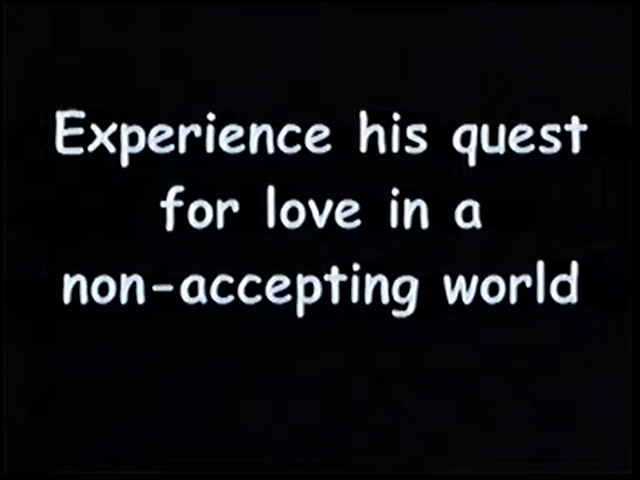 Experience his quest
for love in a
non-accepting world